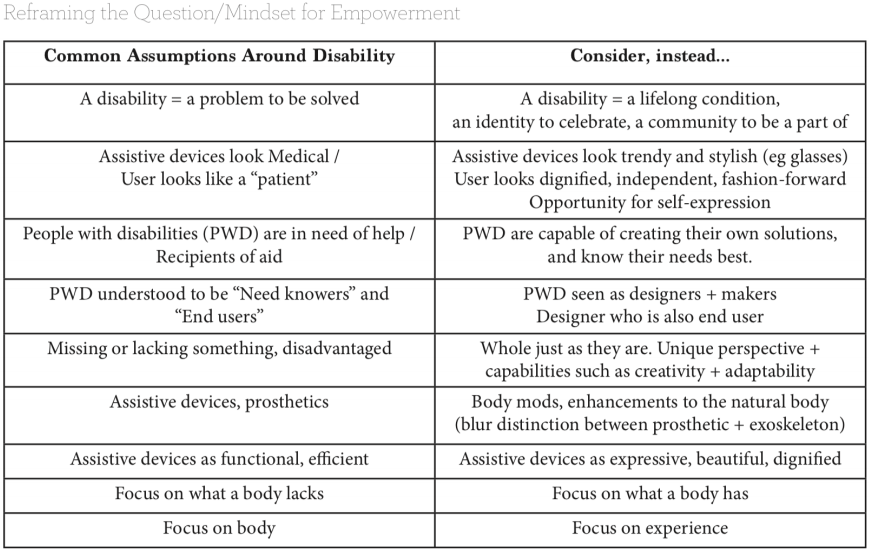 Reframing the Question/Mindset for Empowerment
Common Assumptions Around Disability
Consider, instead...
A disability = a problem to be solved
A disability = a lifelong condition,
an identity to celebrate, a community to be a part of
Assistive devices look Medical /
User looks like a “patient”
Assistive devices look trendy and stylish (eg glasses)
User looks dignified, independent, fashion-forward
Opportunity for self-expression
People with disabilities (PWD) are in need of help /
Recipients of aid
PWD are capable of creating their own solutions,
and know their needs best.
PWD understood to be “Need knowers” and
“End users”
PWD seen as designers + makers
Designer who is also end user
Missing or lacking something, disadvantaged
Whole just as they are. Unique perspective +
capabilities such as creativity + adaptability
Assistive devices, prosthetics
Body mods, enhancements to the natural body
(blur distinction between prosthetic + exoskeleton)
Assistive devices as functional, efficient
Assistive devices as expressive, beautiful, dignified
Focus on what a body lacks
Focus on what a body has
Focus on body
Focus on experience